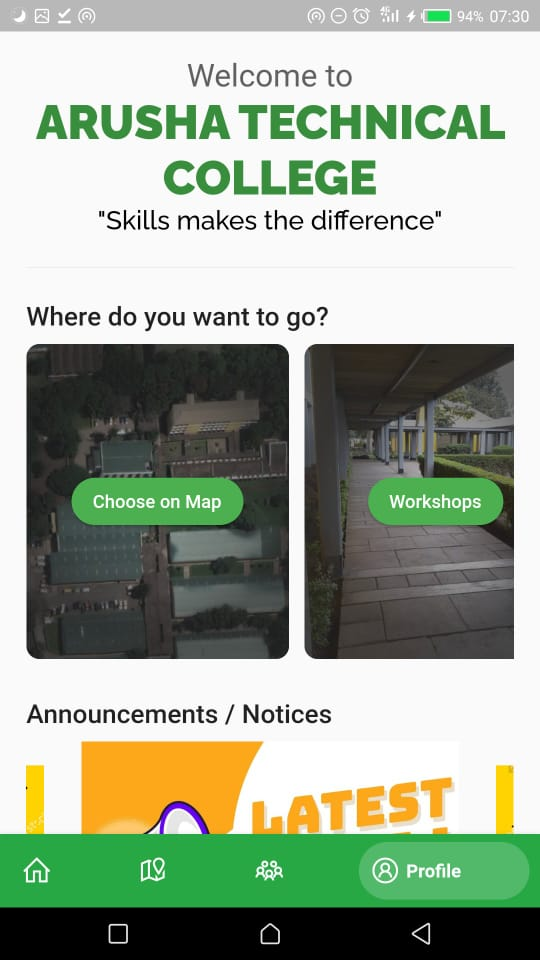 4G 94% 07:30
Welcome to
ARUSHA TECHNICAL
COLLEGE
"Skills makes the difference"
Where do you want to go?
Choose on Map
Workshops
Announcements / Notices
LATEST
Profile